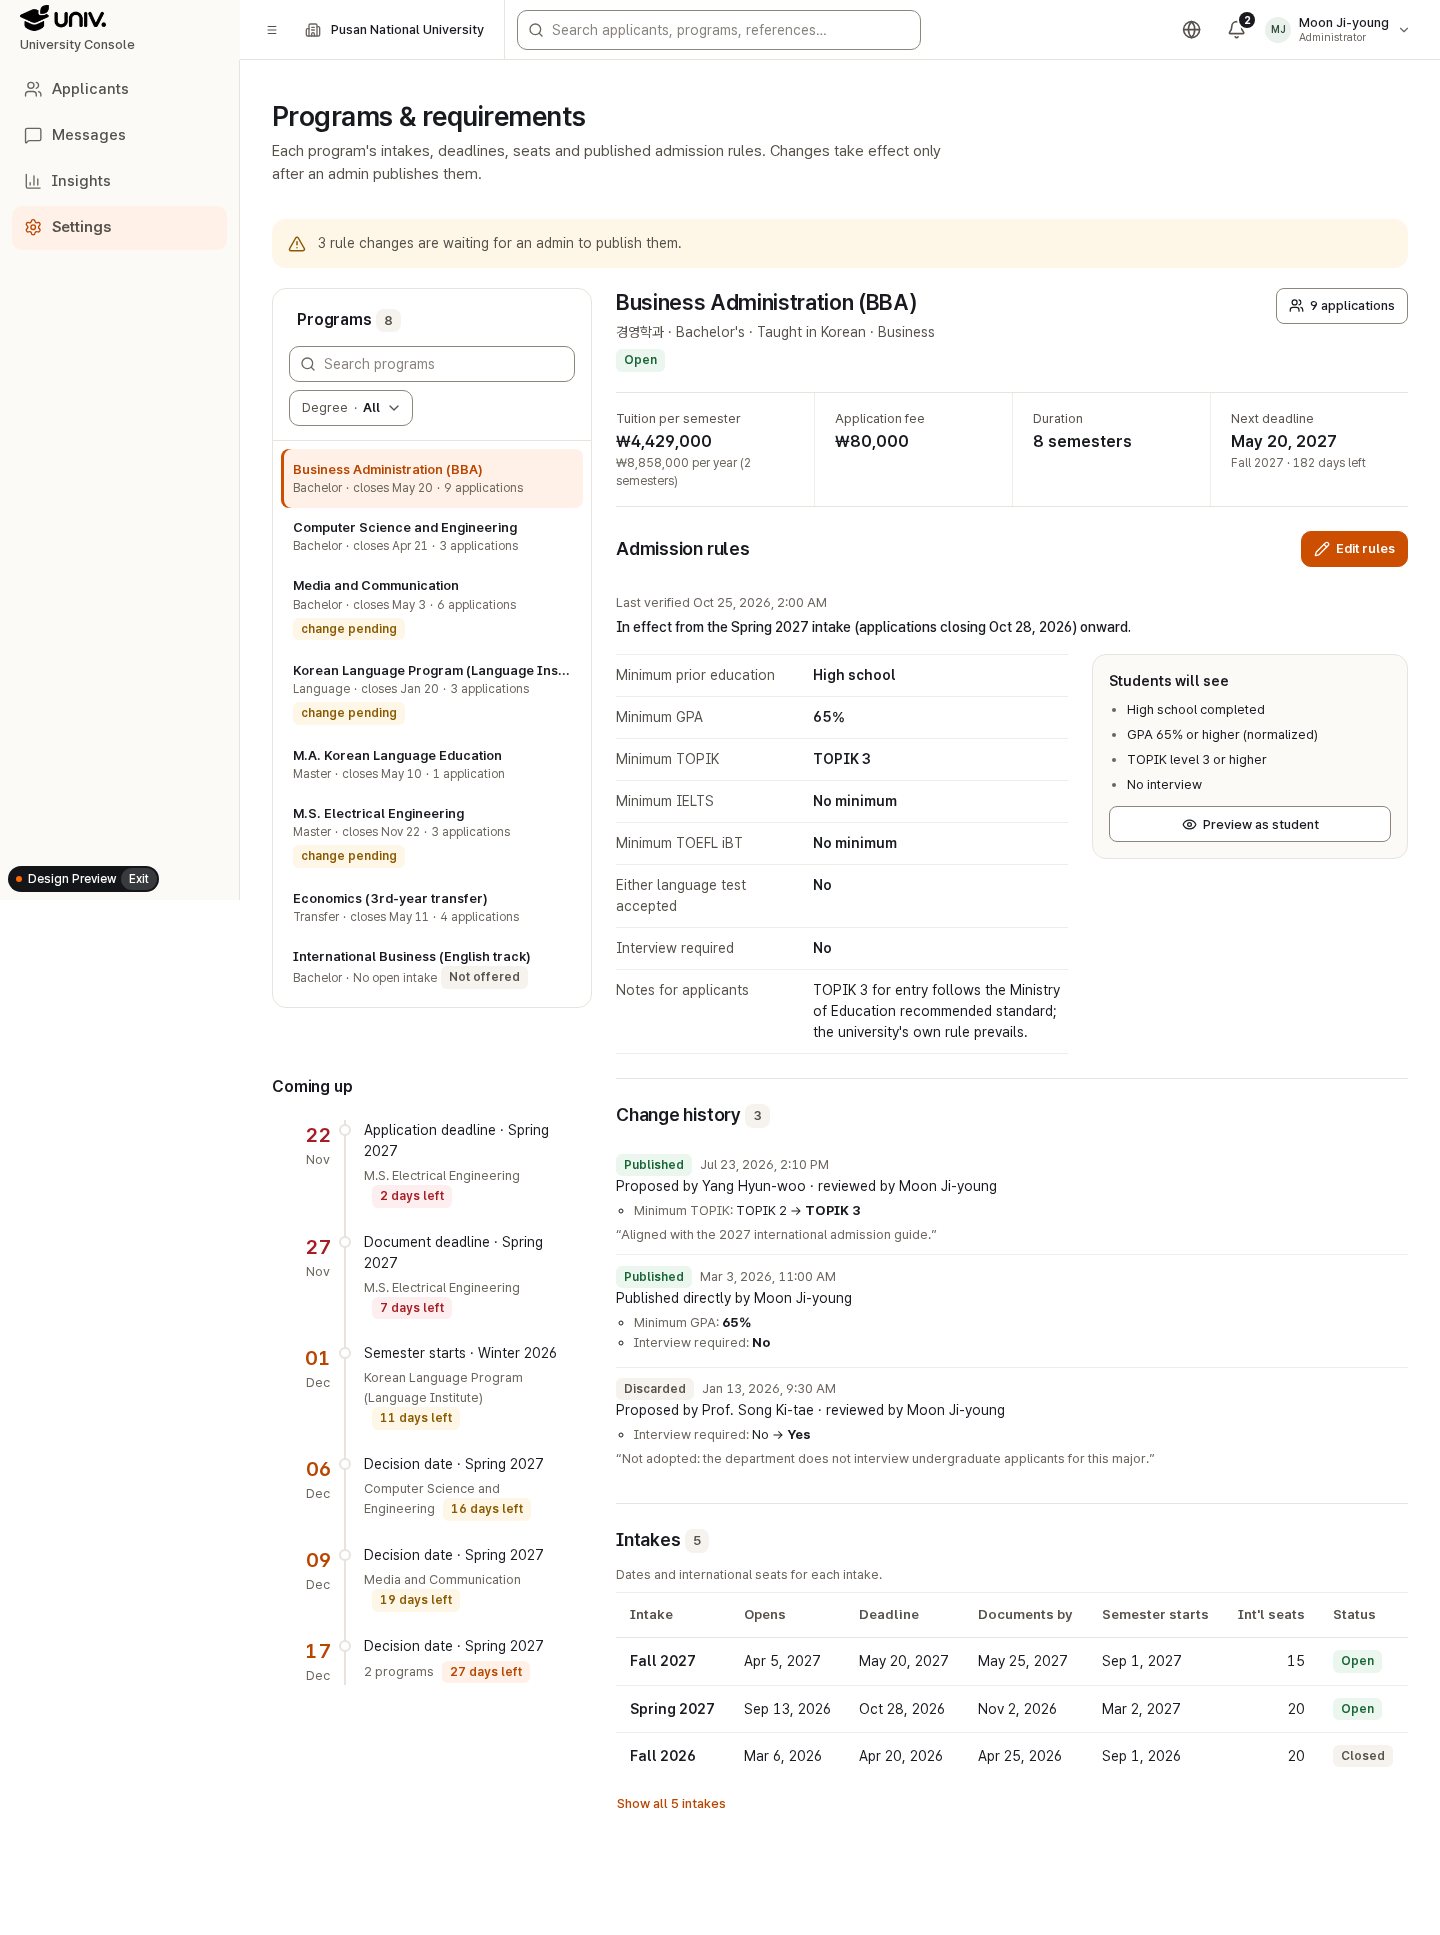 UNIV.
University Console
Applicants
Messages
Insights
Settings
Design Preview Exit
Pusan National University
Search applicants, programs, references...
2
MJ
Moon Ji-young
Administrator
Programs & requirements
Each program's intakes, deadlines, seats and published admission rules. Changes take effect only
after an admin publishes them.
3 rule changes are waiting for an admin to publish them.
Programs 8
Search programs
Degree · All
Business Administration (BBA)
Bachelor · closes May 20 · 9 applications
Computer Science and Engineering
Bachelor · closes Apr 21 · 3 applications
Media and Communication
Bachelor · closes May 3 · 6 applications
change pending
Korean Language Program (Language Ins...
Language · closes Jan 20 · 3 applications
change pending
M.A. Korean Language Education
Master · closes May 10 · 1 application
M.S. Electrical Engineering
Master · closes Nov 22 · 3 applications
change pending
Economics (3rd-year transfer)
Transfer · closes May 11 · 4 applications
International Business (English track)
Bachelor · No open intake Not offered
Coming up
22
Nov
Application deadline · Spring
2027
M.S. Electrical Engineering
2 days left
27
Nov
Document deadline · Spring
2027
M.S. Electrical Engineering
7 days left
01
Dec
Semester starts · Winter 2026
Korean Language Program
(Language Institute)
11 days left
06
Dec
Decision date · Spring 2027
Computer Science and
Engineering 16 days left
09
Dec
Decision date · Spring 2027
Media and Communication
19 days left
17
Dec
Decision date · Spring 2027
2 programs 27 days left
Business Administration (BBA)
9 applications
경영학과 · Bachelor's · Taught in Korean · Business
Open
Tuition per semester
₩4,429,000
₩8,858,000 per year (2
semesters)
Application fee
₩80,000
Duration
8 semesters
Next deadline
May 20, 2027
Fall 2027 · 182 days left
Admission rules
Edit rules
Last verified Oct 25, 2026, 2:00 AM
In effect from the Spring 2027 intake (applications closing Oct 28, 2026) onward.
Minimum prior education High school
Minimum GPA 65%
Minimum TOPIK TOPIK 3
Minimum IELTS No minimum
Minimum TOEFL iBT No minimum
Either language test
accepted
No
Interview required No
Notes for applicants
TOPIK 3 for entry follows the Ministry
of Education recommended standard;
the university's own rule prevails.
Students will see
• High school completed
• GPA 65% or higher (normalized)
• TOPIK level 3 or higher
• No interview
Preview as student
Change history 3
Published Jul 23, 2026, 2:10 PM
Proposed by Yang Hyun-woo · reviewed by Moon Ji-young
Minimum TOPIK: TOPIK 2 → TOPIK 3
“Aligned with the 2027 international admission guide.”
Published Mar 3, 2026, 11:00 AM
Published directly by Moon Ji-young
Minimum GPA: 65%
Interview required: No
Discarded Jan 13, 2026, 9:30 AM
Proposed by Prof. Song Ki-tae · reviewed by Moon Ji-young
Interview required: No → Yes
“Not adopted: the department does not interview undergraduate applicants for this major.”
Intakes 5
Dates and international seats for each intake.
Intake Opens Deadline Documents by Semester starts Int'l seats Status
Fall 2027 Apr 5, 2027 May 20, 2027 May 25, 2027 Sep 1, 2027 15 Open
Spring 2027 Sep 13, 2026 Oct 28, 2026 Nov 2, 2026 Mar 2, 2027 20 Open
Fall 2026 Mar 6, 2026 Apr 20, 2026 Apr 25, 2026 Sep 1, 2026 20 Closed
Show all 5 intakes